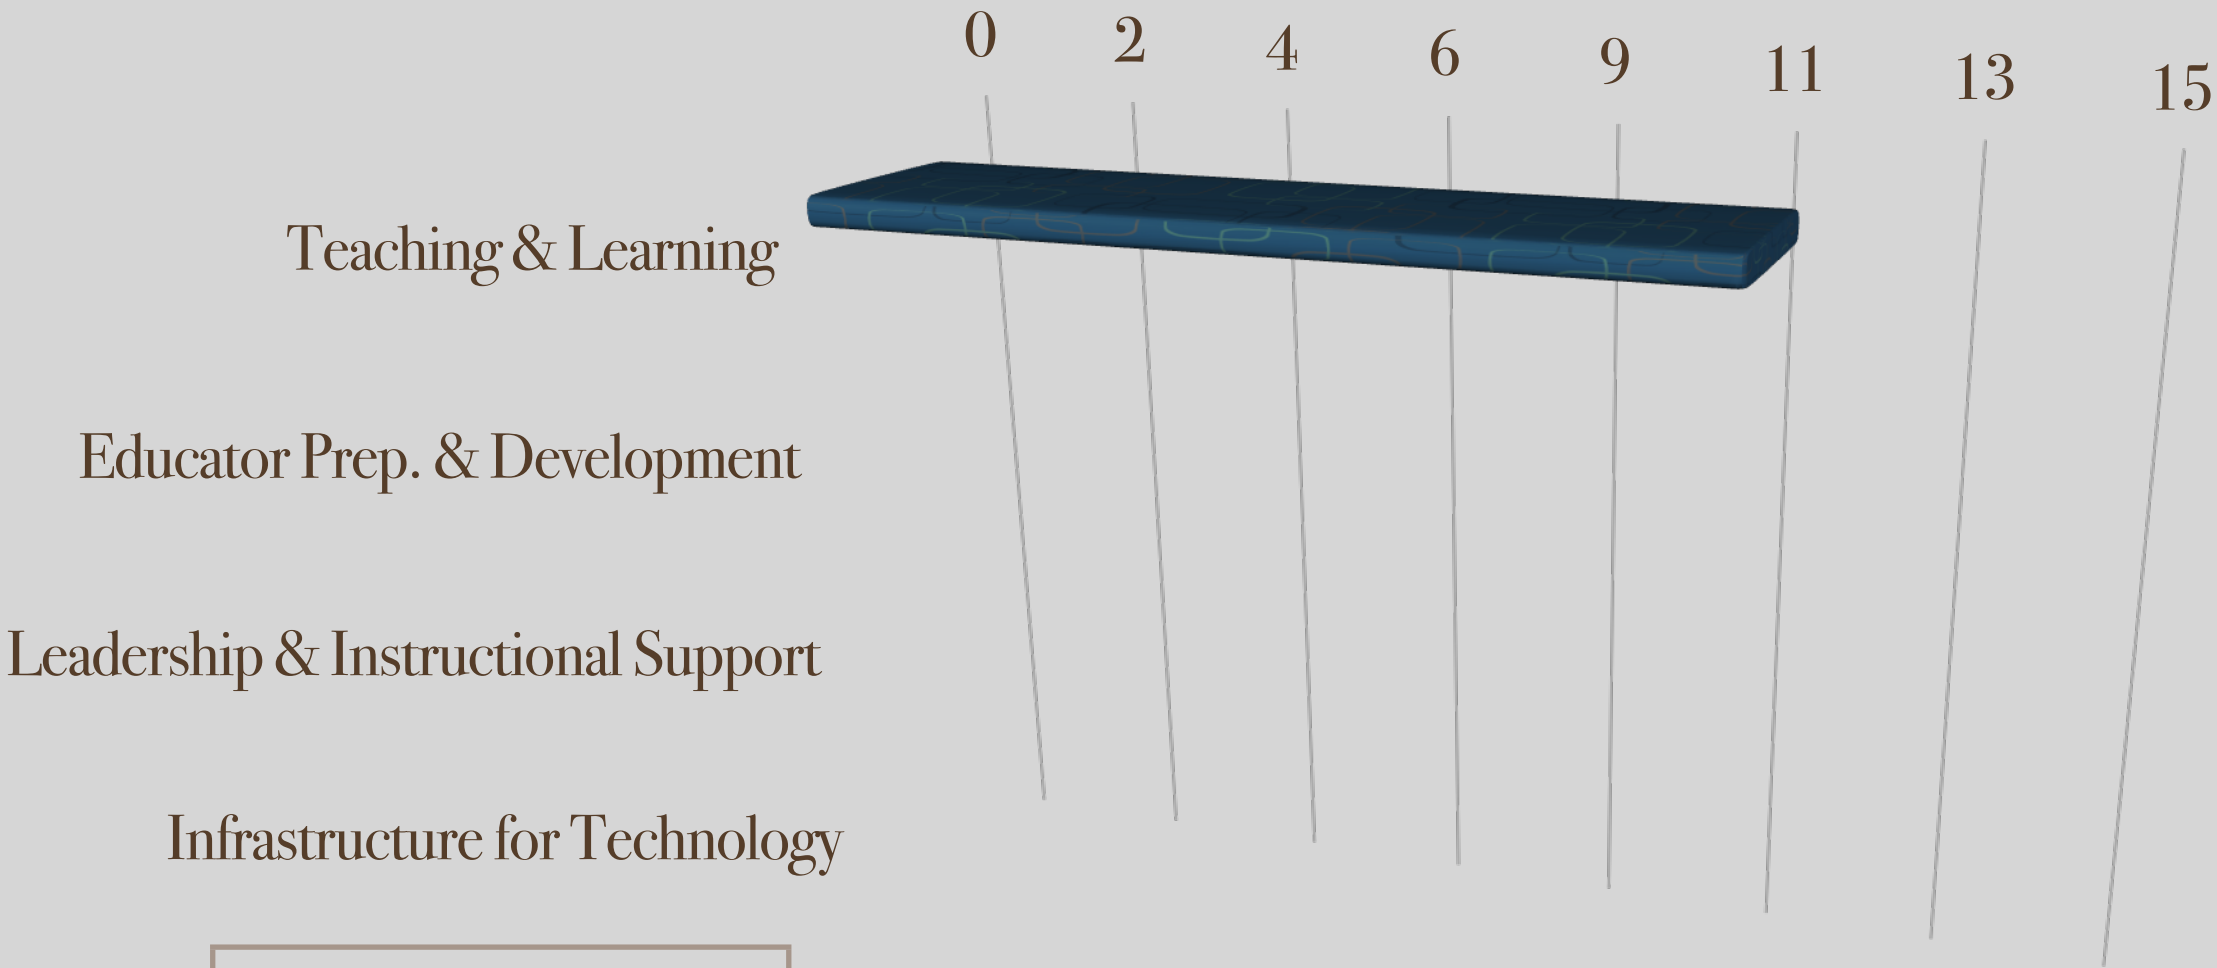 0 2 4 6 9 11 13 15
Teaching & Learning
Educator Prep. & Development
Leadership & Instructional Support
Infrastructure for Technology